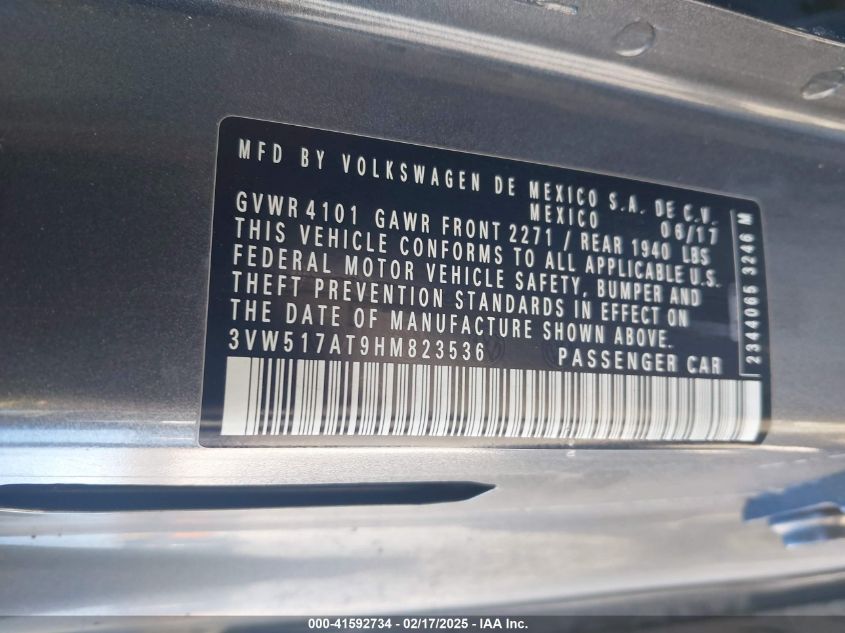 MFD BY VOLKSWAGEN DE MEXICO S.A. DE C.V.
MEXICO 06/17
GVWR 4101 GAWR FRONT 2271 / REAR 1940 LBS
THIS VEHICLE CONFORMS TO ALL APPLICABLE U.S.
FEDERAL MOTOR VEHICLE SAFETY, BUMPER AND
THEFT PREVENTION STANDARDS IN EFFECT ON
THE DATE OF MANUFACTURE SHOWN ABOVE.
3VW517AT9HM823536 PASSENGER CAR
2344065 3246 M
000-41592734 - 02/17/2025 - IAA Inc.